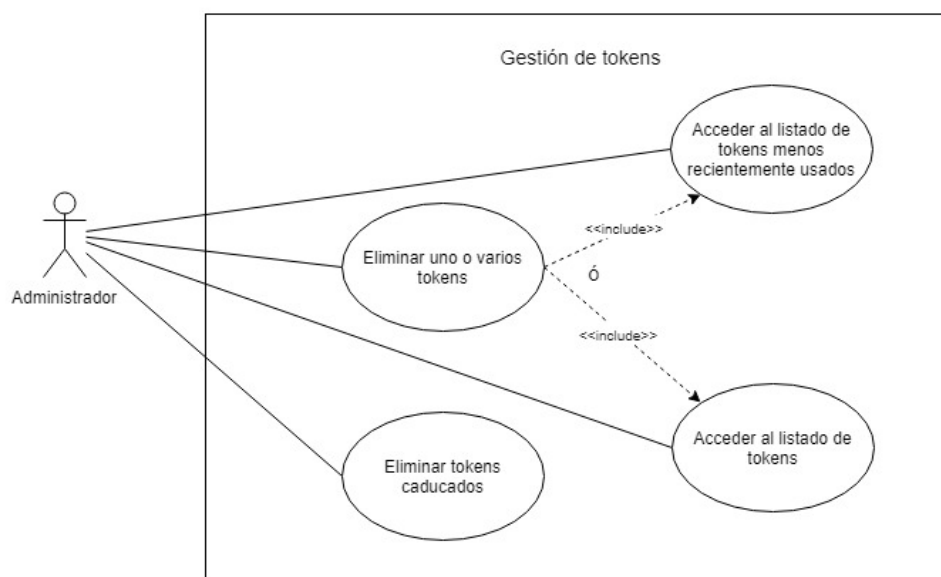 Gestión de tokens
Acceder al listado de
tokens menos
recientemente usados
<<include>>
Eliminar uno o varios
tokens
Ó
Administrador
<<include>>
Acceder al listado de
tokens
Eliminar tokens
caducados